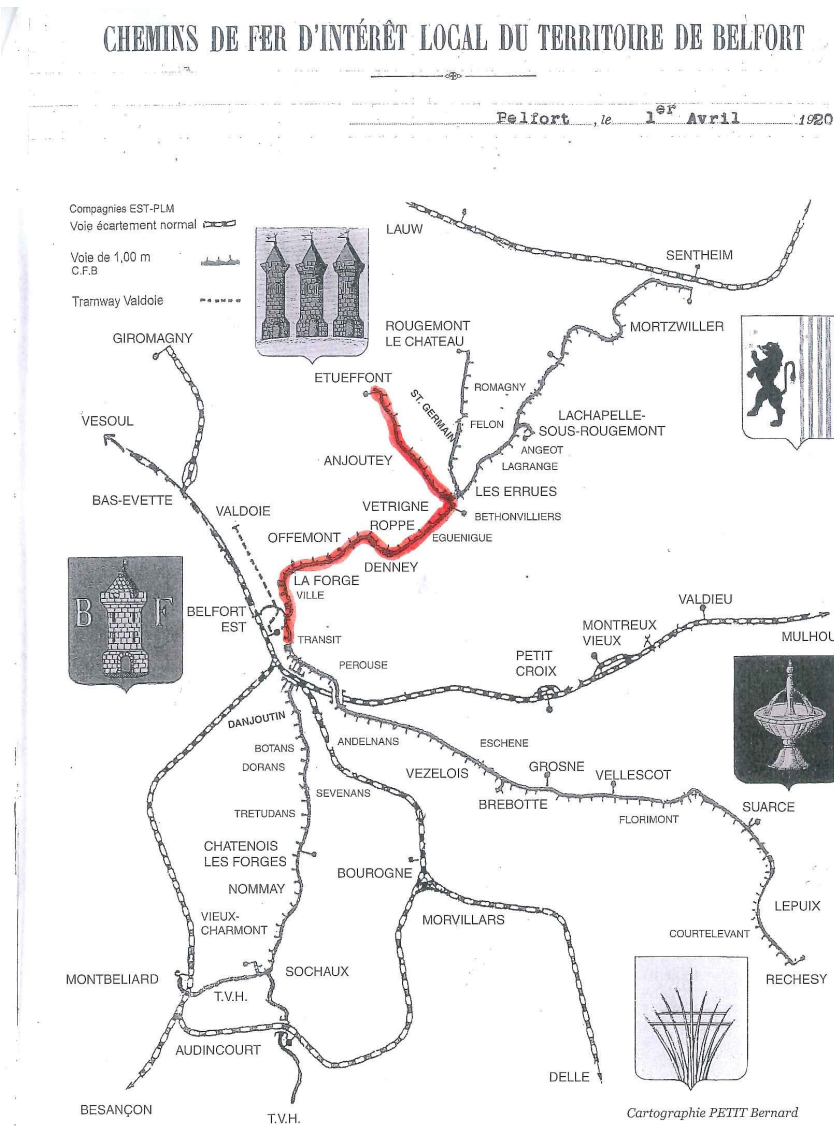 CHEMINS DE FER D'INTÉRÊT LOCAL DU TERRITOIRE DE BELFORT
Belfort, le 1er Avril 1920
Compagnies EST-PLM
Voie écartement normal
Voie de 1,00 m
C.F.B
Tramway Valdoie
LAUW
SENTHEIM
GIROMAGNY
ROUGEMONT
LE CHATEAU
MORTZWILLER
ETUEFFONT
ROMAGNY
ST. GERMAIN
VESOUL
FELON
LACHAPELLE-
SOUS-ROUGEMONT
ANJOUTEY
ANGEOT
LAGRANGE
BAS-EVETTE
LES ERRUES
VALDOIE
VETRIGNE
BETHONVILLIERS
OFFEMONT
ROPPE
EGUENIGUE
DENNEY
LA FORGE
VILLE
B F
BELFORT
EST
VALDIEU
MONTREUX
VIEUX
MULHOU
TRANSIT
PETIT
CROIX
PEROUSE
DANJOUTIN
ANDELNANS
ESCHENE
BOTANS
DORANS
VEZELOIS
GROSNE
VELLESCOT
SEVENANS
BREBOTTE
SUARCE
TRETUDANS
FLORIMONT
CHATENOIS
LES FORGES
BOUROGNE
NOMMAY
LEPUIX
VIEUX-
CHARMONT
MORVILLARS
COURTELEVANT
MONTBELIARD
SOCHAUX
RECHESY
T.V.H.
AUDINCOURT
DELLE
BESANÇON
T.V.H.
Cartographie PETIT Bernard